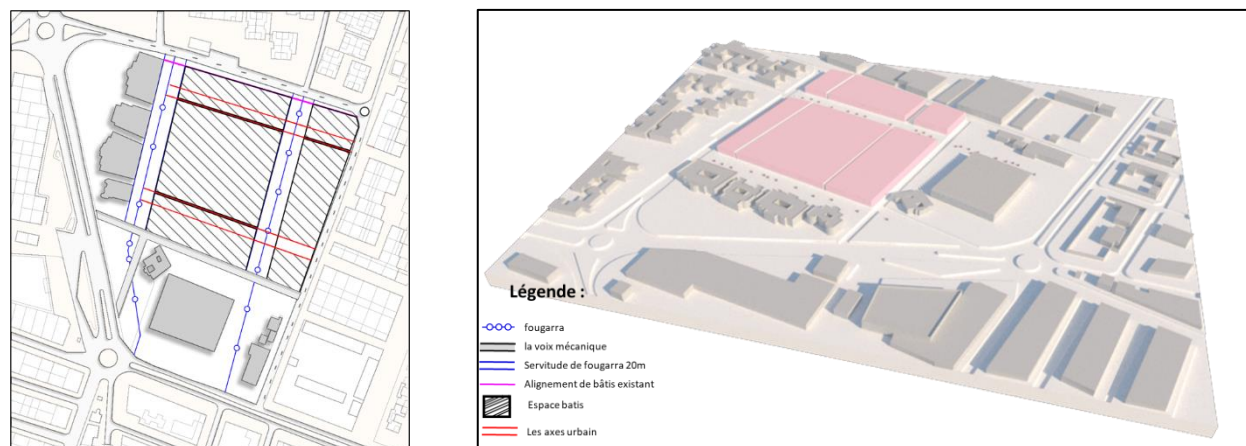 Légende :
fougarra
la voix mécanique
Servitude de fougarra 20m
Alignement de bâtis existant
Espace batis
Les axes urbain